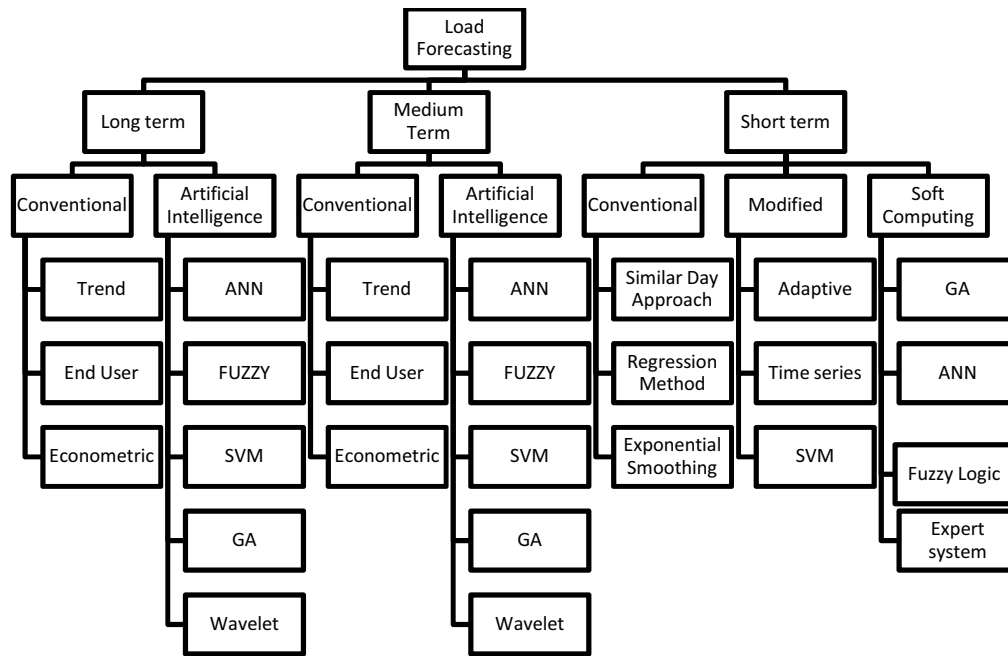 Load
Forecasting
Long term
Medium
Term
Short term
Conventional
Artificial
Intelligence
Conventional
Artificial
Intelligence
Conventional
Modified
Soft
Computing
Trend
ANN
Trend
ANN
Similar Day
Approach
Adaptive
GA
End User
FUZZY
End User
FUZZY
Regression
Method
Time series
ANN
Econometric
SVM
Econometric
SVM
Exponential
Smoothing
SVM
Fuzzy Logic
GA
GA
Expert
system
Wavelet
Wavelet